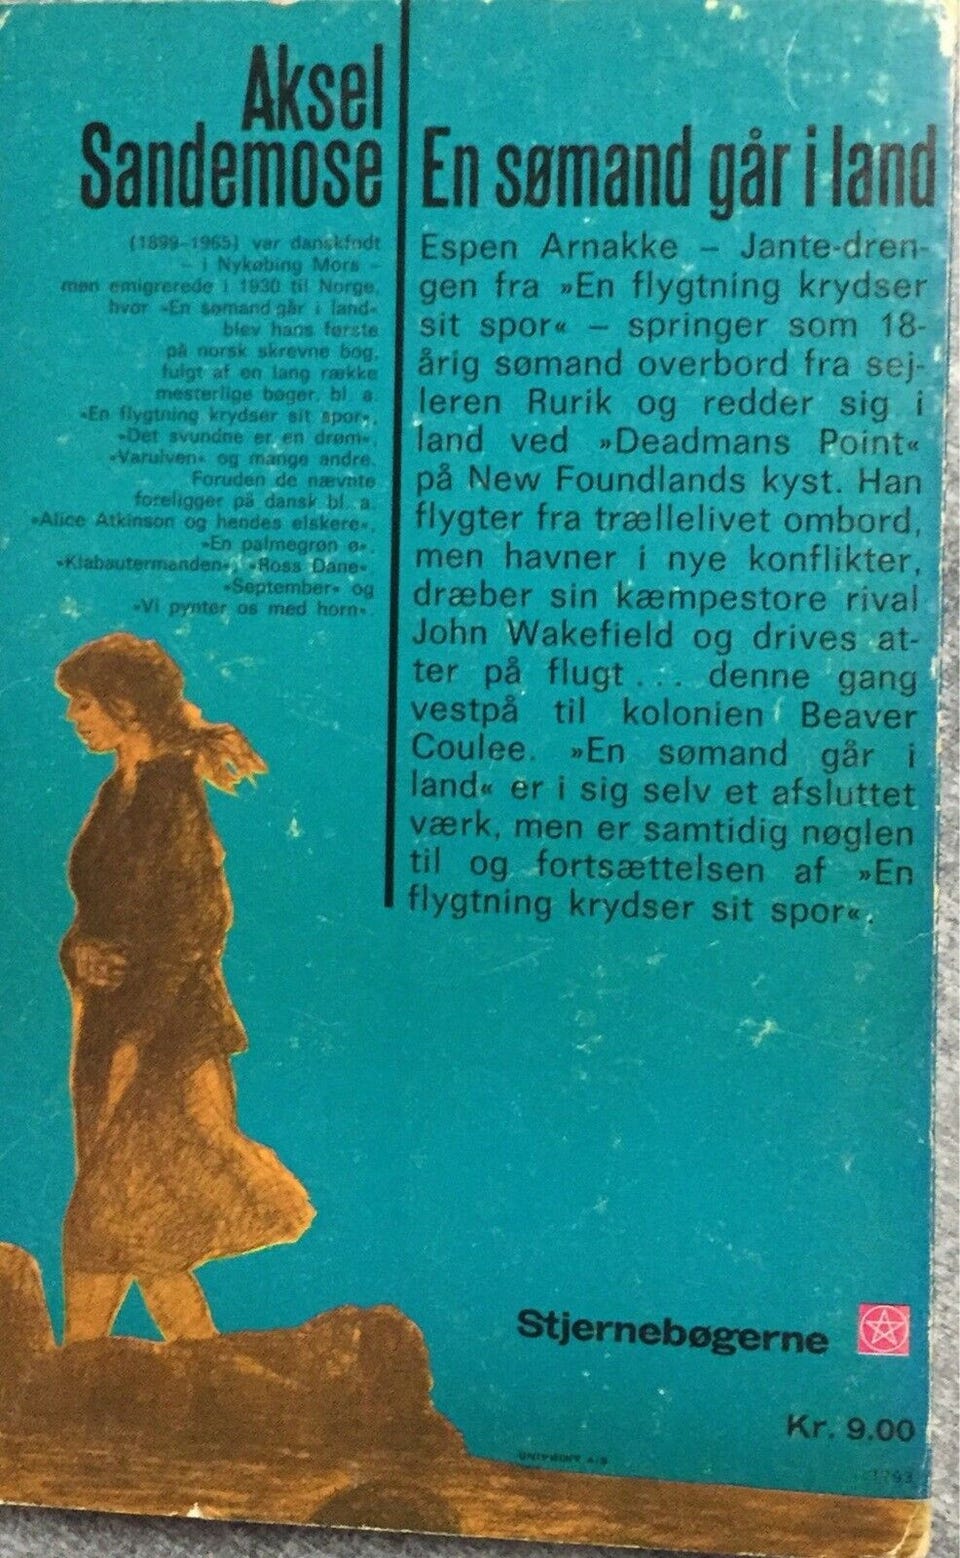 Aksel
Sandemose
(1899-1965) var danskfødt
- i Nykøbing Mors -
men emigrerede i 1930 til Norge,
hvor »En sømand går i land«
blev hans første
på norsk skrevne bog,
fulgt af en lang række
mesterlige bøger, bl. a.
»En flygtning krydser sit spor«,
»Det svundne er en drøm«,
»Varulven« og mange andre.
Foruden de nævnte
foreligger på dansk bl. a.
»Alice Atkinson og hendes elskere«,
»En palmegrøn ø«,
»Klabautermanden«, »Ross Dane«
»September« og
»Vi pynter os med horn«.
En sømand går i land
Espen Arnakke – Jante-dren-
gen fra »En flygtning krydser
sit spor« – springer som 18-
årig sømand overbord fra sej-
leren Rurik og redder sig i
land ved »Deadmans Point«
på New Foundlands kyst. Han
flygter fra trællelivet ombord,
men havner i nye konflikter,
dræber sin kæmpestore rival
John Wakefield og drives at-
ter på flugt ... denne gang
vestpå til kolonien Beaver
Coulee. »En sømand går i
land« er i sig selv et afsluttet
værk, men er samtidig nøglen
til og fortsættelsen af »En
flygtning krydser sit spor«.
Stjernebøgerne
Kr. 9.00
UNIPRINT A/S